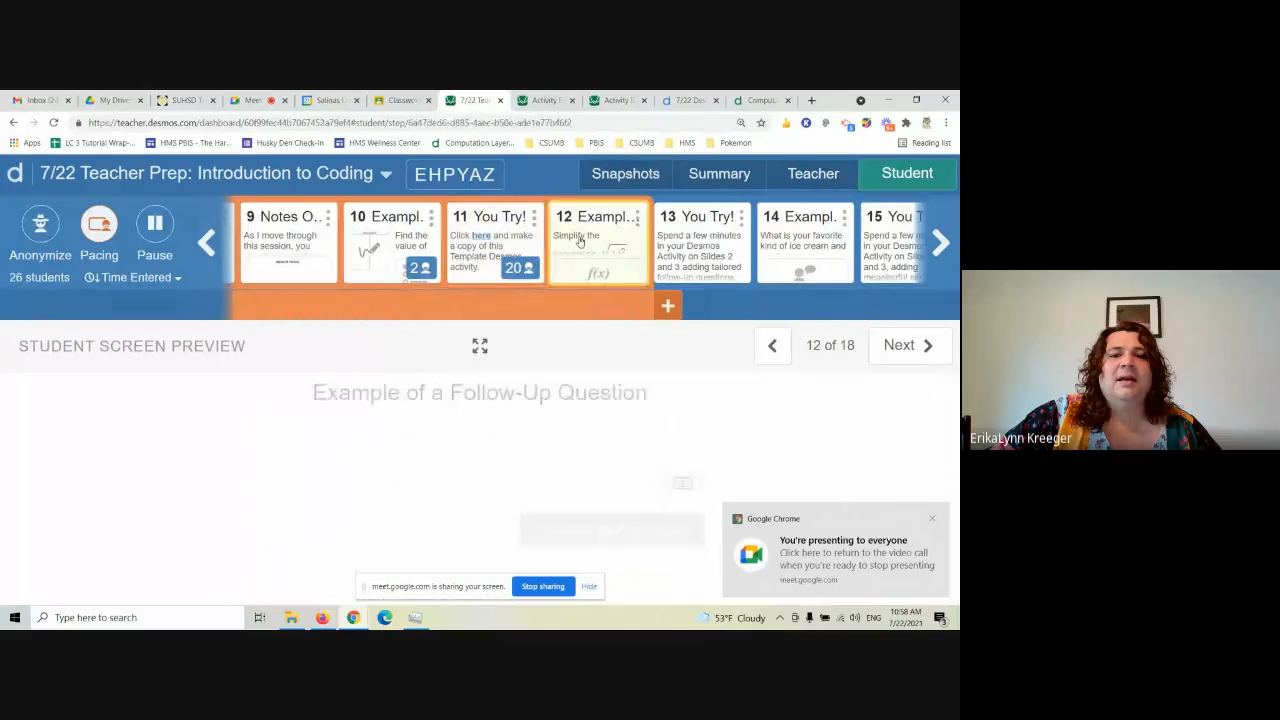 Inbox (2
My Drive
SUHSD T
Meet
Salinas U
Classwo
7/22 Tea
Activity B
Activity B
7/22 Des
Comput
https://teacher.desmos.com/dashboard/60f99fec44b7067452a79ef4#student/step/6a47ded6-d885-4aec-b50e-ade1e77b4f62
Apps
LC 3 Tutorial Wrap-...
HMS PBIS - The Har...
Husky Den Check-In
HMS Wellness Center
Computation Layer...
CSUMB
PBIS
CSUMB
HMS
Pokemon
Reading list
d 7/22 Teacher Prep: Introduction to Coding
EHPYAZ
Snapshots
Summary
Teacher
Student
Anonymize
Pacing
Pause
26 students
Time Entered
9 Notes O...
As I move through
this session, you
10 Exampl.
Find the
value of
2
11 You Try!
Click here and make
a copy of this
Template Desmos
activity.
20
12 Exampl...
Simplify the
f(x)
13 You Try!
Spend a few minutes
in your Desmos
Activity on Slides 2
and 3 adding tailored
follow-up questions
14 Exampl.
What is your favorite
kind of ice cream and
15 You T
Spend a few m
in your Desmos
Activity on Sli
and 3, adding
meaningful
+
STUDENT SCREEN PREVIEW
12 of 18
Next
Example of a Follow-Up Question
Google Chrome
You're presenting to everyone
Click here to return to the video call
when you're ready to stop presenting
meet.google.com
meet.google.com is sharing your screen.
Stop sharing
Hide
ErikaLynn Kreeger
Type here to search
53°F Cloudy
ENG
10:58 AM
7/22/2021
3